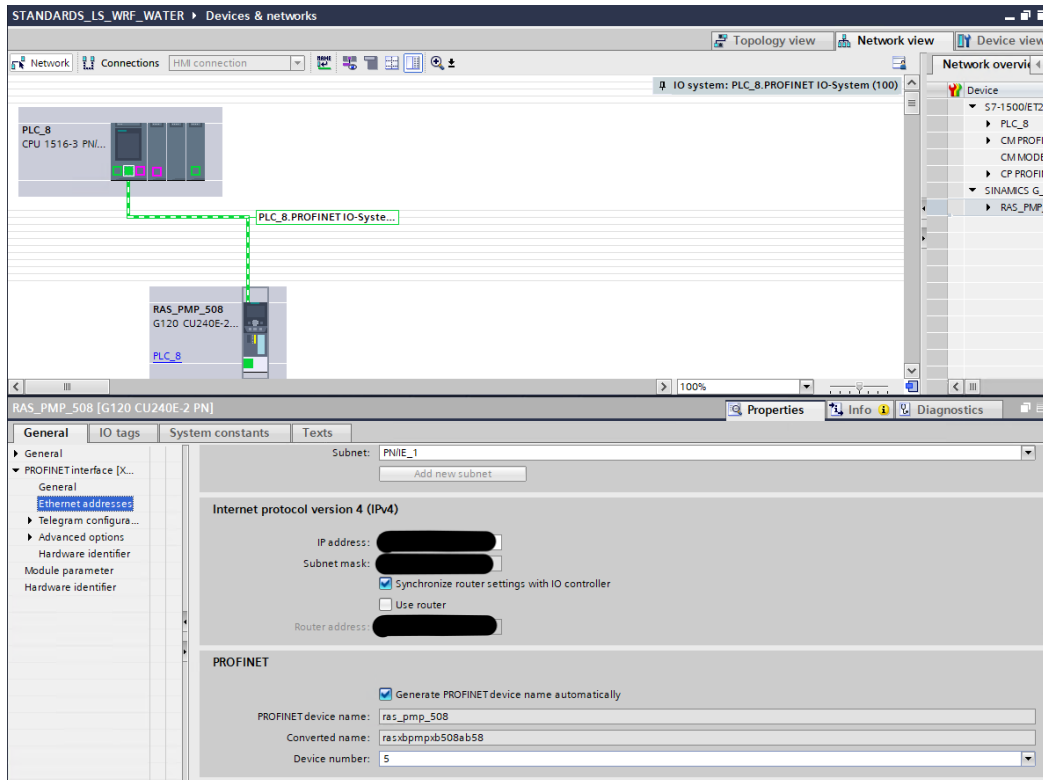 STANDARDS_LS_WRF_WATER ▸ Devices & networks
Topology view Network view Device view
Network Connections HMI connection
Network overvie
IO system: PLC_8.PROFINET IO-System (100)
Device
S7-1500/ET2
PLC_8
CM PROFI
CM MODE
CP PROFI
SINAMICS G_
RAS_PMP_
PLC_8
CPU 1516-3 PN/...
PLC_8.PROFINET IO-Syste...
RAS_PMP_508
G120 CU240E-2...
PLC_8
100%
RAS_PMP_508 [G120 CU240E-2 PN]
Properties Info Diagnostics
General IO tags System constants Texts
General
PROFINET interface [X...
General
Ethernet addresses
Telegram configura...
Advanced options
Hardware identifier
Module parameter
Hardware identifier
Subnet: PN/IE_1
Add new subnet
Internet protocol version 4 (IPv4)
IP address:
Subnet mask:
Synchronize router settings with IO controller
Use router
Router address:
PROFINET
Generate PROFINET device name automatically
PROFINET device name: ras_pmp_508
Converted name: rasxbpmpxb508ab58
Device number: 5